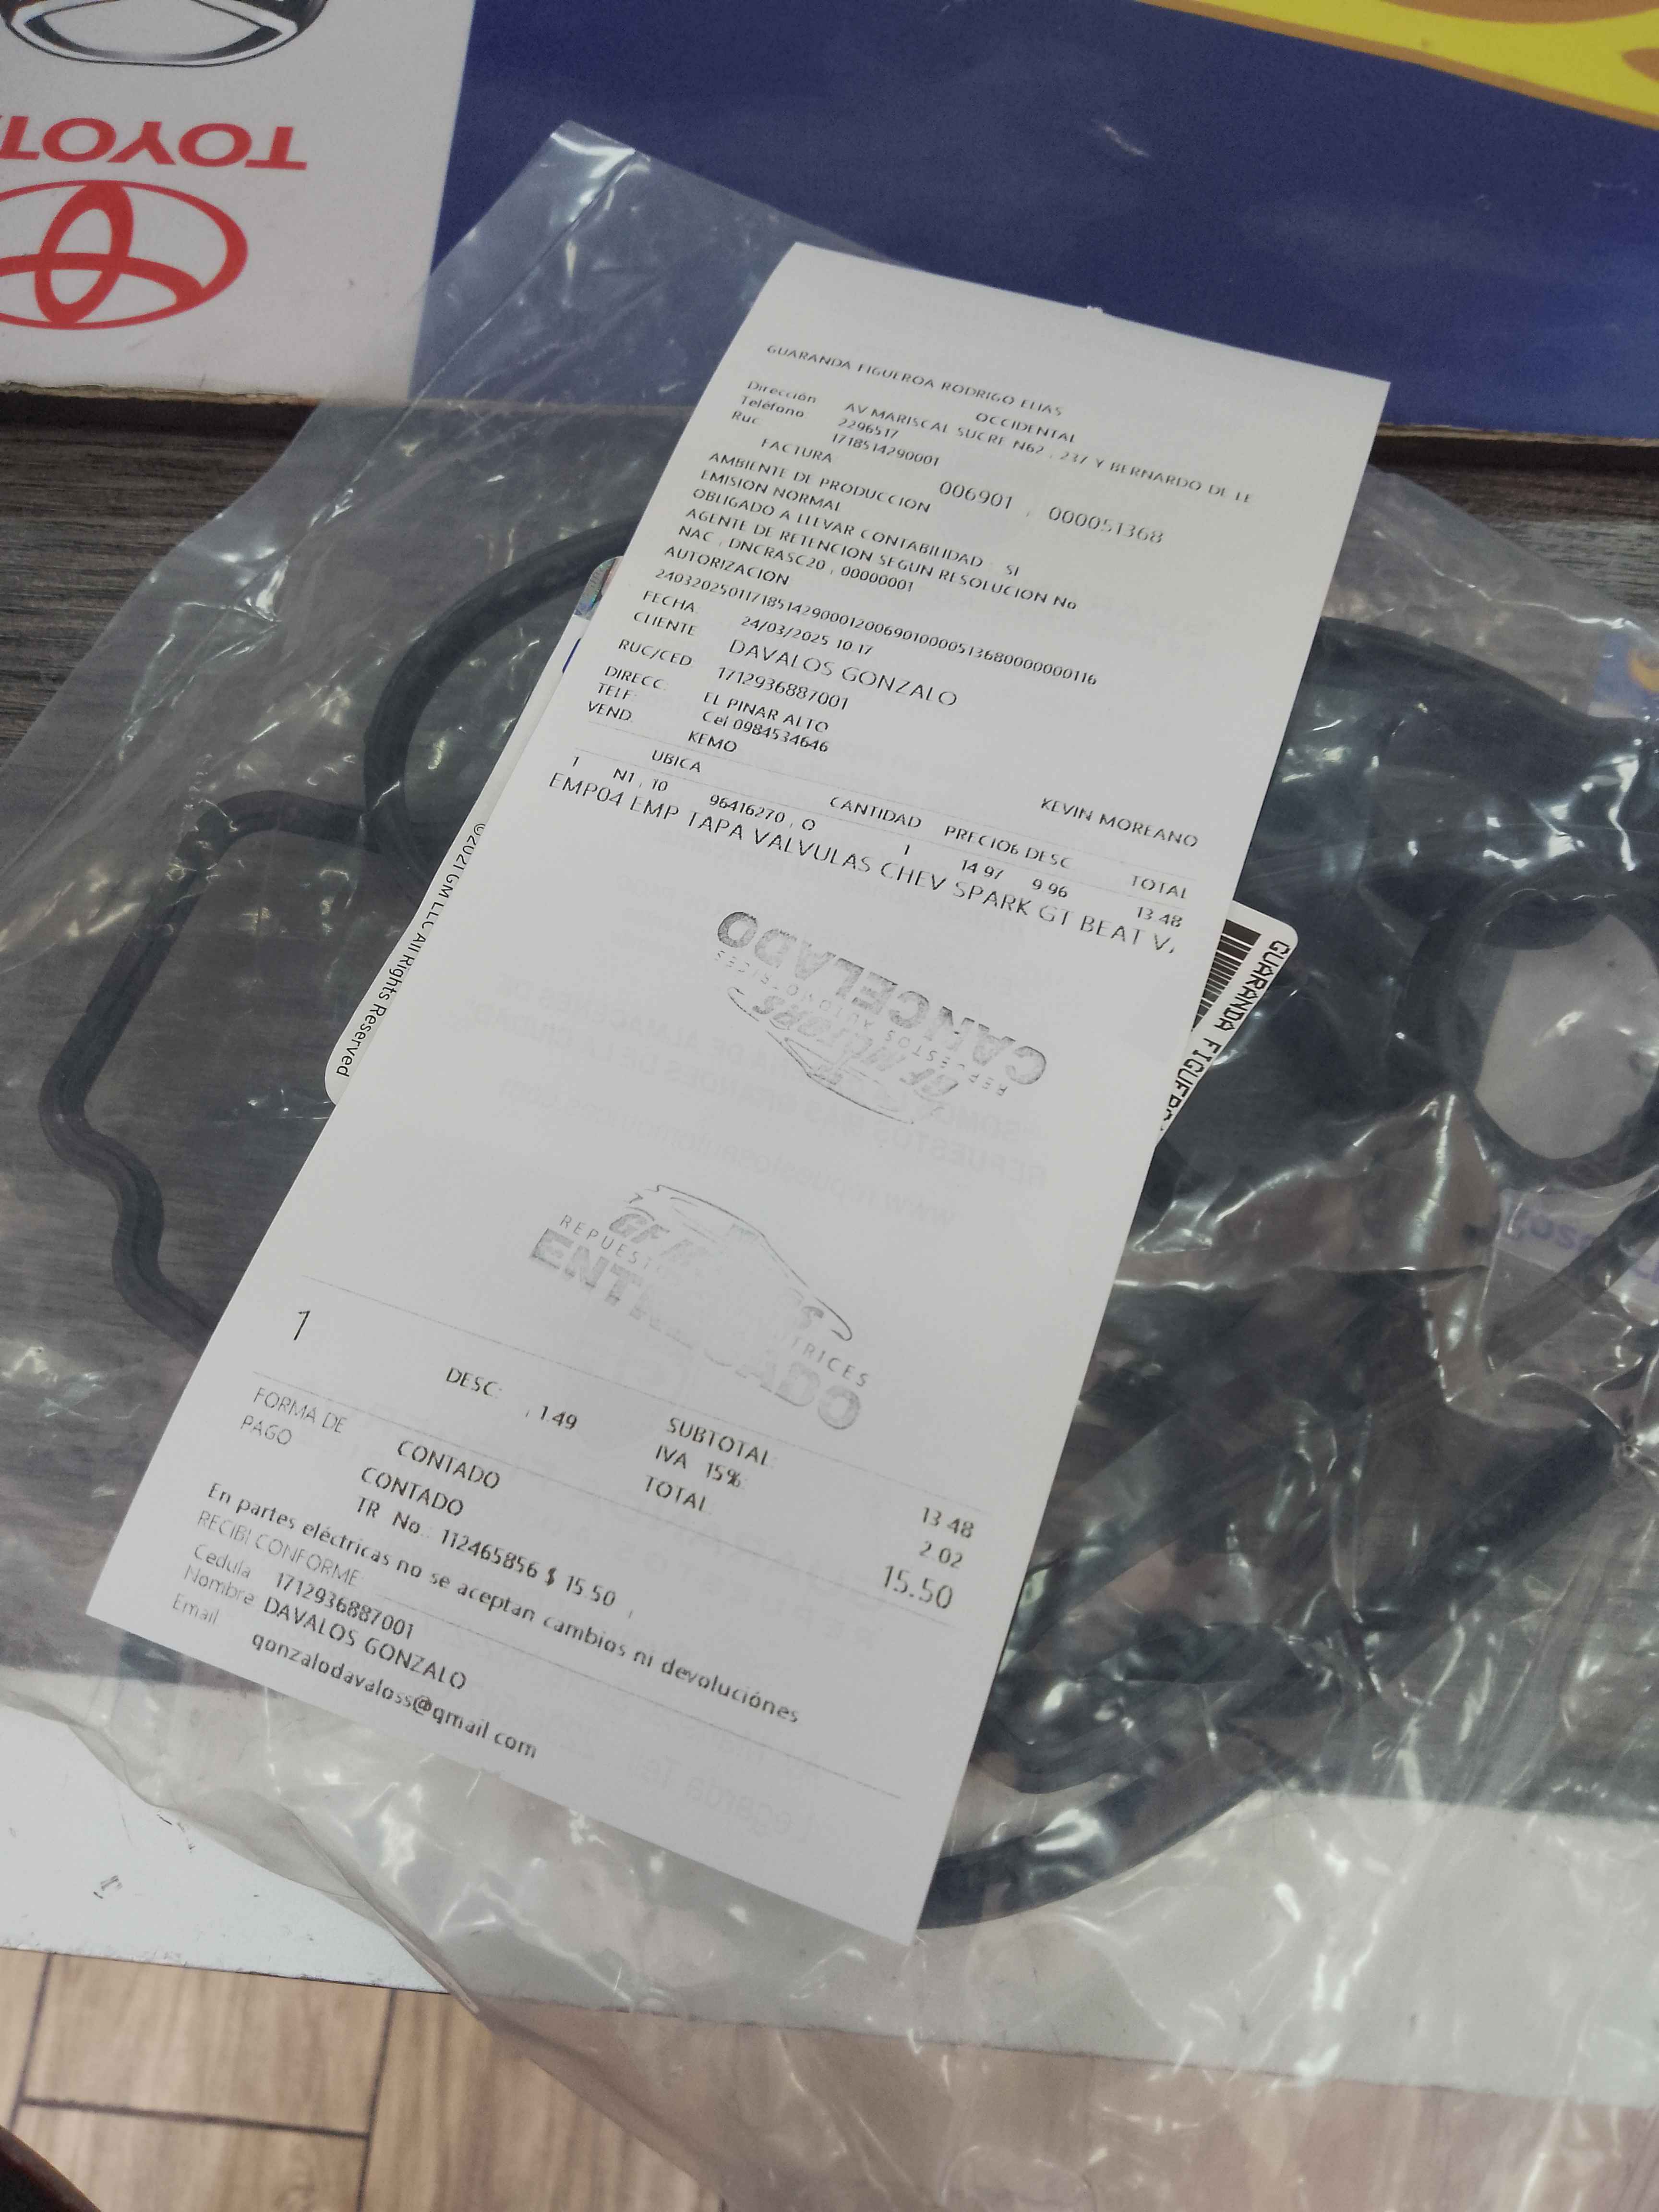 TOYOT
GUARANDA FIGUEROA RODRIGO ELIAS
OCCIDENTAL
Dirección AV MARISCAL SUCRE N62 , 237 Y BERNARDO DE LE
Teléfono 2296517
Ruc 1718514290001
FACTURA 006901 , 000051368
AMBIENTE DE PRODUCCION
EMISION NORMAL
OBLIGADO A LLEVAR CONTABILIDAD , SI
AGENTE DE RETENCION SEGUN RESOLUCION No
NAC , DNCRASC20 , 00000001
AUTORIZACION
2403202501171851429000120069010000513680000000116
FECHA: 24/03/2025 10 17
CLIENTE DAVALOS GONZALO
RUC/CED. 1712936887001
DIRECC: EL PINAR ALTO
TELF: Cel 0984534646
VEND. KEMO KEVIN MOREANO
UBICA CANTIDAD PRECIO6 DESC TOTAL
1 N1 , 10 96416270 , O 1 14 97 9 96 13 48
EMP04 EMP TAPA VALVULAS CHEV SPARK GT BEAT V,
CANCELADO
REPUESTOS AUTOMOTRICES
©2021 GM LLC All Rights Reserved
GUARANDA FIGUERO
1
DESC: , 1.49
SUBTOTAL: 13 48
IVA 15%: 2 02
TOTAL 15.50
FORMA DE PAGO
CONTADO
CONTADO
TR No.. 112465856 $ 15 50 ,
En partes eléctricas no se aceptan cambios ni devoluciónes
RECIBI CONFORME:
Cedula 1712936887001
Nombre DAVALOS GONZALO
Email gonzalodavaloss@gmail com